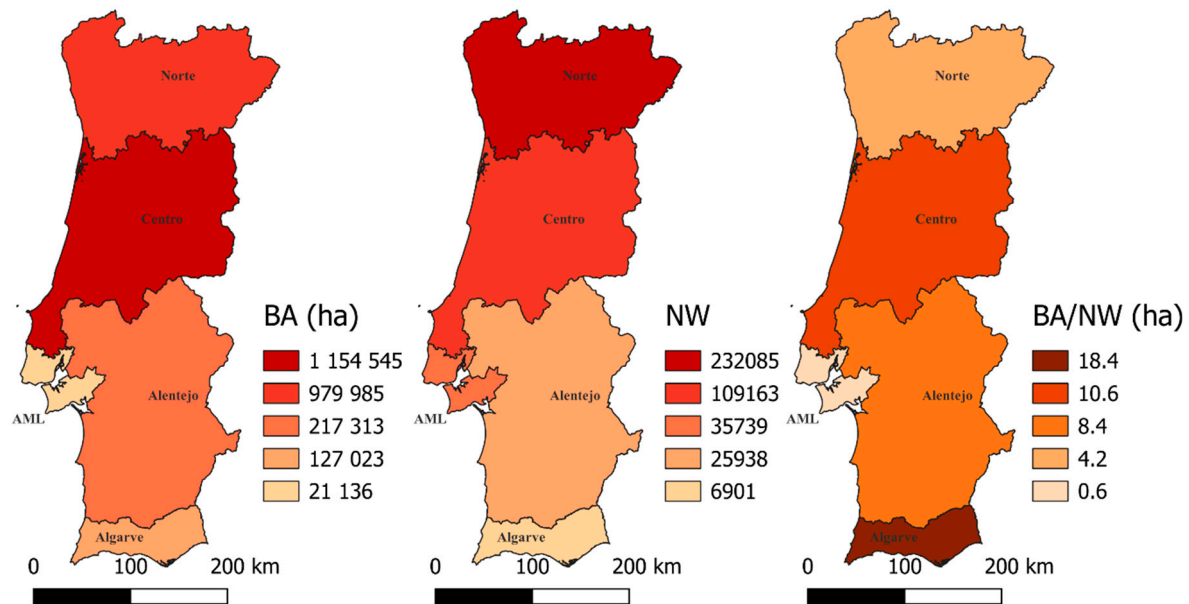 Norte
Centro
Alentejo
AML
Algarve
BA (ha)
1 154 545
979 985
217 313
127 023
21 136
0 100 200 km
Norte
Centro
Alentejo
AML
Algarve
NW
232085
109163
35739
25938
6901
0 100 200 km
Norte
Centro
Alentejo
AML
Algarve
BA/NW (ha)
18.4
10.6
8.4
4.2
0.6
0 100 200 km